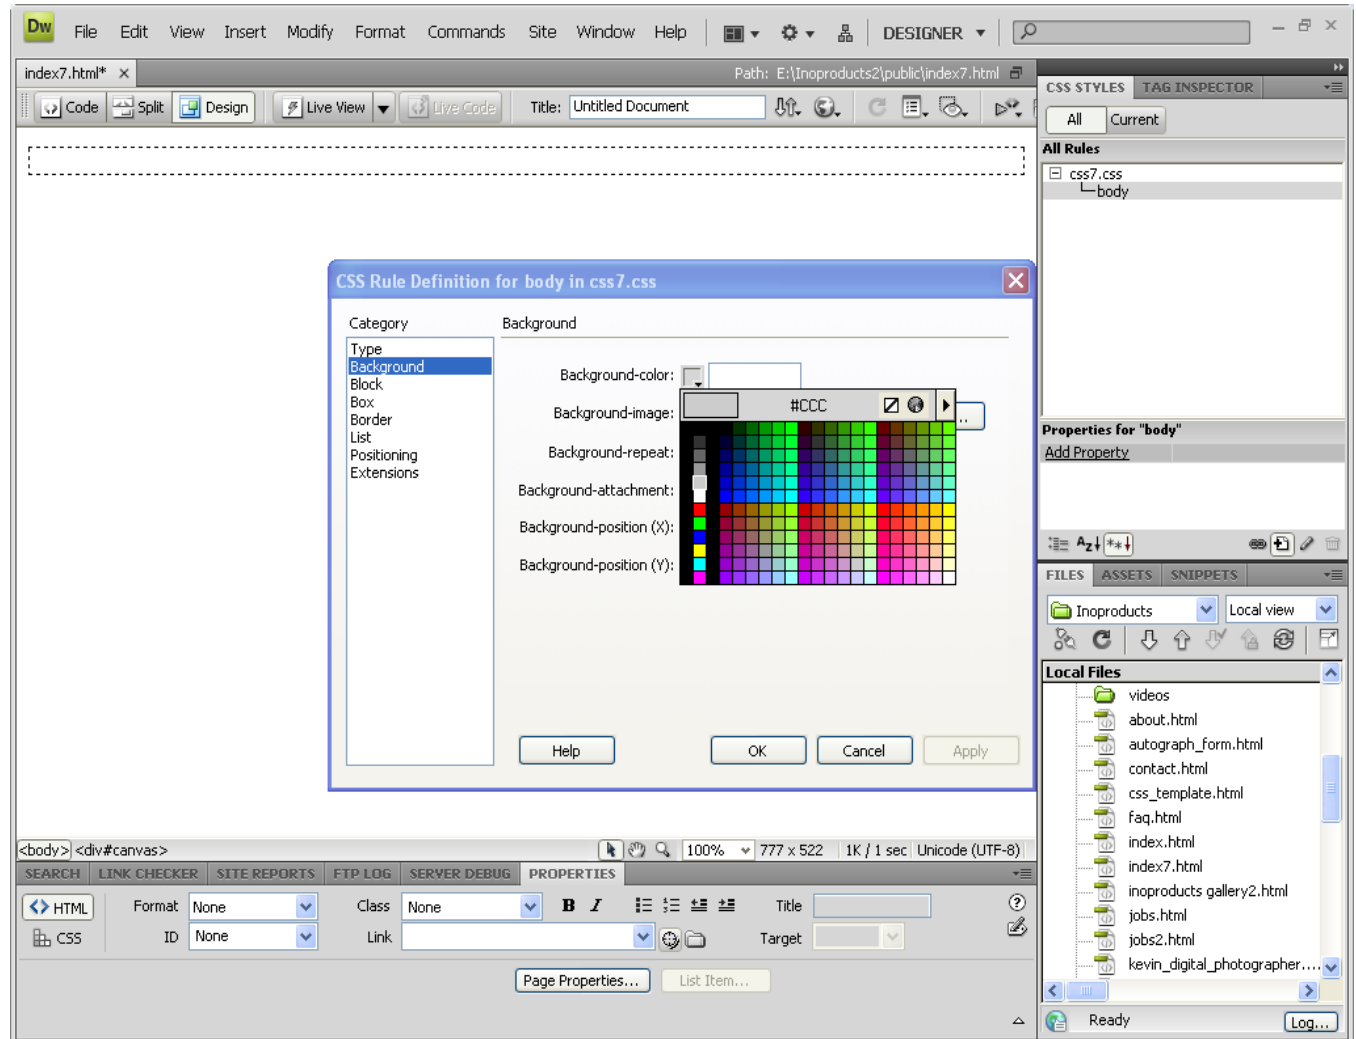 Dw File Edit View Insert Modify Format Commands Site Window Help DESIGNER
index7.html* Path: E:\Inoproducts2\public\index7.html
Code Split Design Live View Live Code Title: Untitled Document
CSS STYLES TAG INSPECTOR
All Current
All Rules
css7.css
body
CSS Rule Definition for body in css7.css
Category
Type
Background
Block
Box
Border
List
Positioning
Extensions
Background
Background-color:
#CCC
Background-image:
Background-repeat:
Background-attachment:
Background-position (X):
Background-position (Y):
Help OK Cancel Apply
Properties for "body"
Add Property
FILES ASSETS SNIPPETS
Inoproducts Local view
Local Files
videos
about.html
autograph_form.html
contact.html
css_template.html
faq.html
index.html
index7.html
inoproducts gallery2.html
jobs.html
jobs2.html
kevin_digital_photographer....
Ready Log...
<body> <div#canvas> 100% 777 x 522 1K / 1 sec Unicode (UTF-8)
SEARCH LINK CHECKER SITE REPORTS FTP LOG SERVER DEBUG PROPERTIES
HTML Format None Class None B I Title
CSS ID None Link Target
Page Properties... List Item...